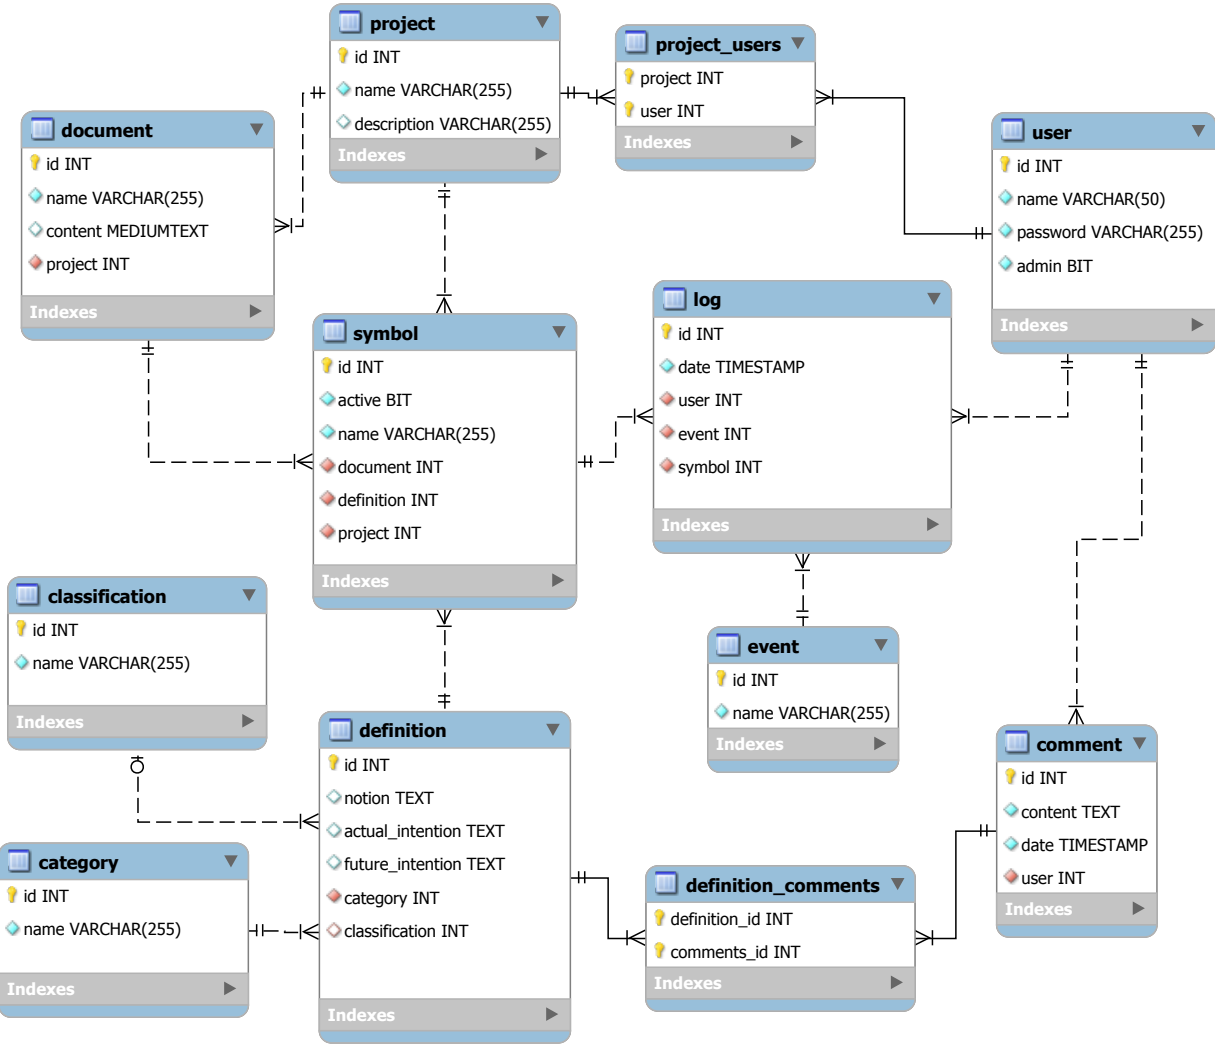 project
id INT
name VARCHAR(255)
description VARCHAR(255)
Indexes
project_users
project INT
user INT
Indexes
document
id INT
name VARCHAR(255)
content MEDIUMTEXT
project INT
Indexes
user
id INT
name VARCHAR(50)
password VARCHAR(255)
admin BIT
Indexes
symbol
id INT
active BIT
name VARCHAR(255)
document INT
definition INT
project INT
Indexes
log
id INT
date TIMESTAMP
user INT
event INT
symbol INT
Indexes
classification
id INT
name VARCHAR(255)
Indexes
event
id INT
name VARCHAR(255)
Indexes
definition
id INT
notion TEXT
actual_intention TEXT
future_intention TEXT
category INT
classification INT
Indexes
comment
id INT
content TEXT
date TIMESTAMP
user INT
Indexes
category
id INT
name VARCHAR(255)
Indexes
definition_comments
definition_id INT
comments_id INT
Indexes